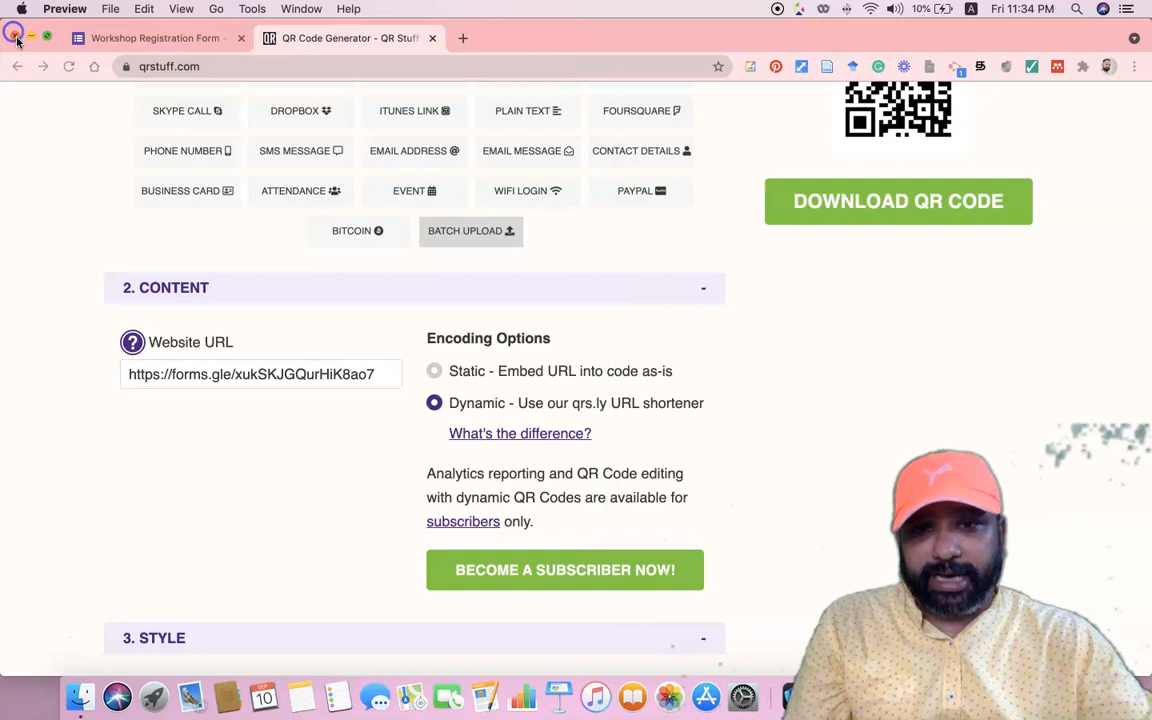 Preview File Edit View Go Tools Window Help 10% A Fri 11:34 PM
Workshop Registration Form - QR Code Generator - QR Stuff
qrstuff.com
SKYPE CALL DROPBOX ITUNES LINK PLAIN TEXT FOURSQUARE
PHONE NUMBER SMS MESSAGE EMAIL ADDRESS EMAIL MESSAGE CONTACT DETAILS
BUSINESS CARD ATTENDANCE EVENT WIFI LOGIN PAYPAL
BITCOIN BATCH UPLOAD
DOWNLOAD QR CODE
2. CONTENT -
? Website URL
https://forms.gle/xukSKJGQurHiK8ao7
Encoding Options
Static - Embed URL into code as-is
Dynamic - Use our qrs.ly URL shortener
What's the difference?
Analytics reporting and QR Code editing
with dynamic QR Codes are available for
subscribers only.
BECOME A SUBSCRIBER NOW!
3. STYLE -
SEP
10